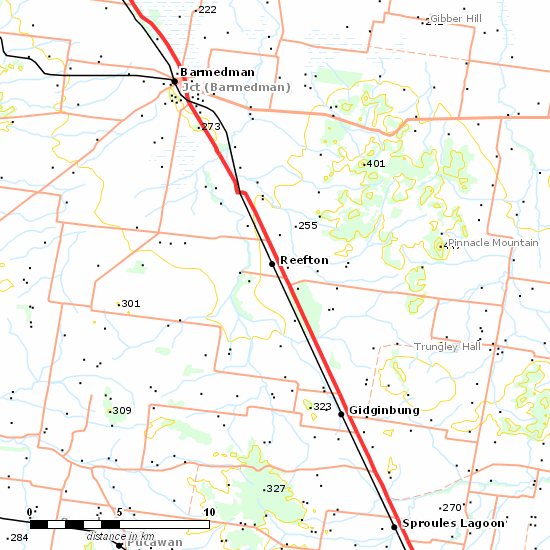 222
Gibber Hill
Barmedman
Jct (Barmedman)
273
401
255
Pinnacle Mountain
Reefton
301
Trungley Hall
309
323
Gidginbung
327
270
0 5 10
Sproules Lagoon
distance in km
284
Pucawan